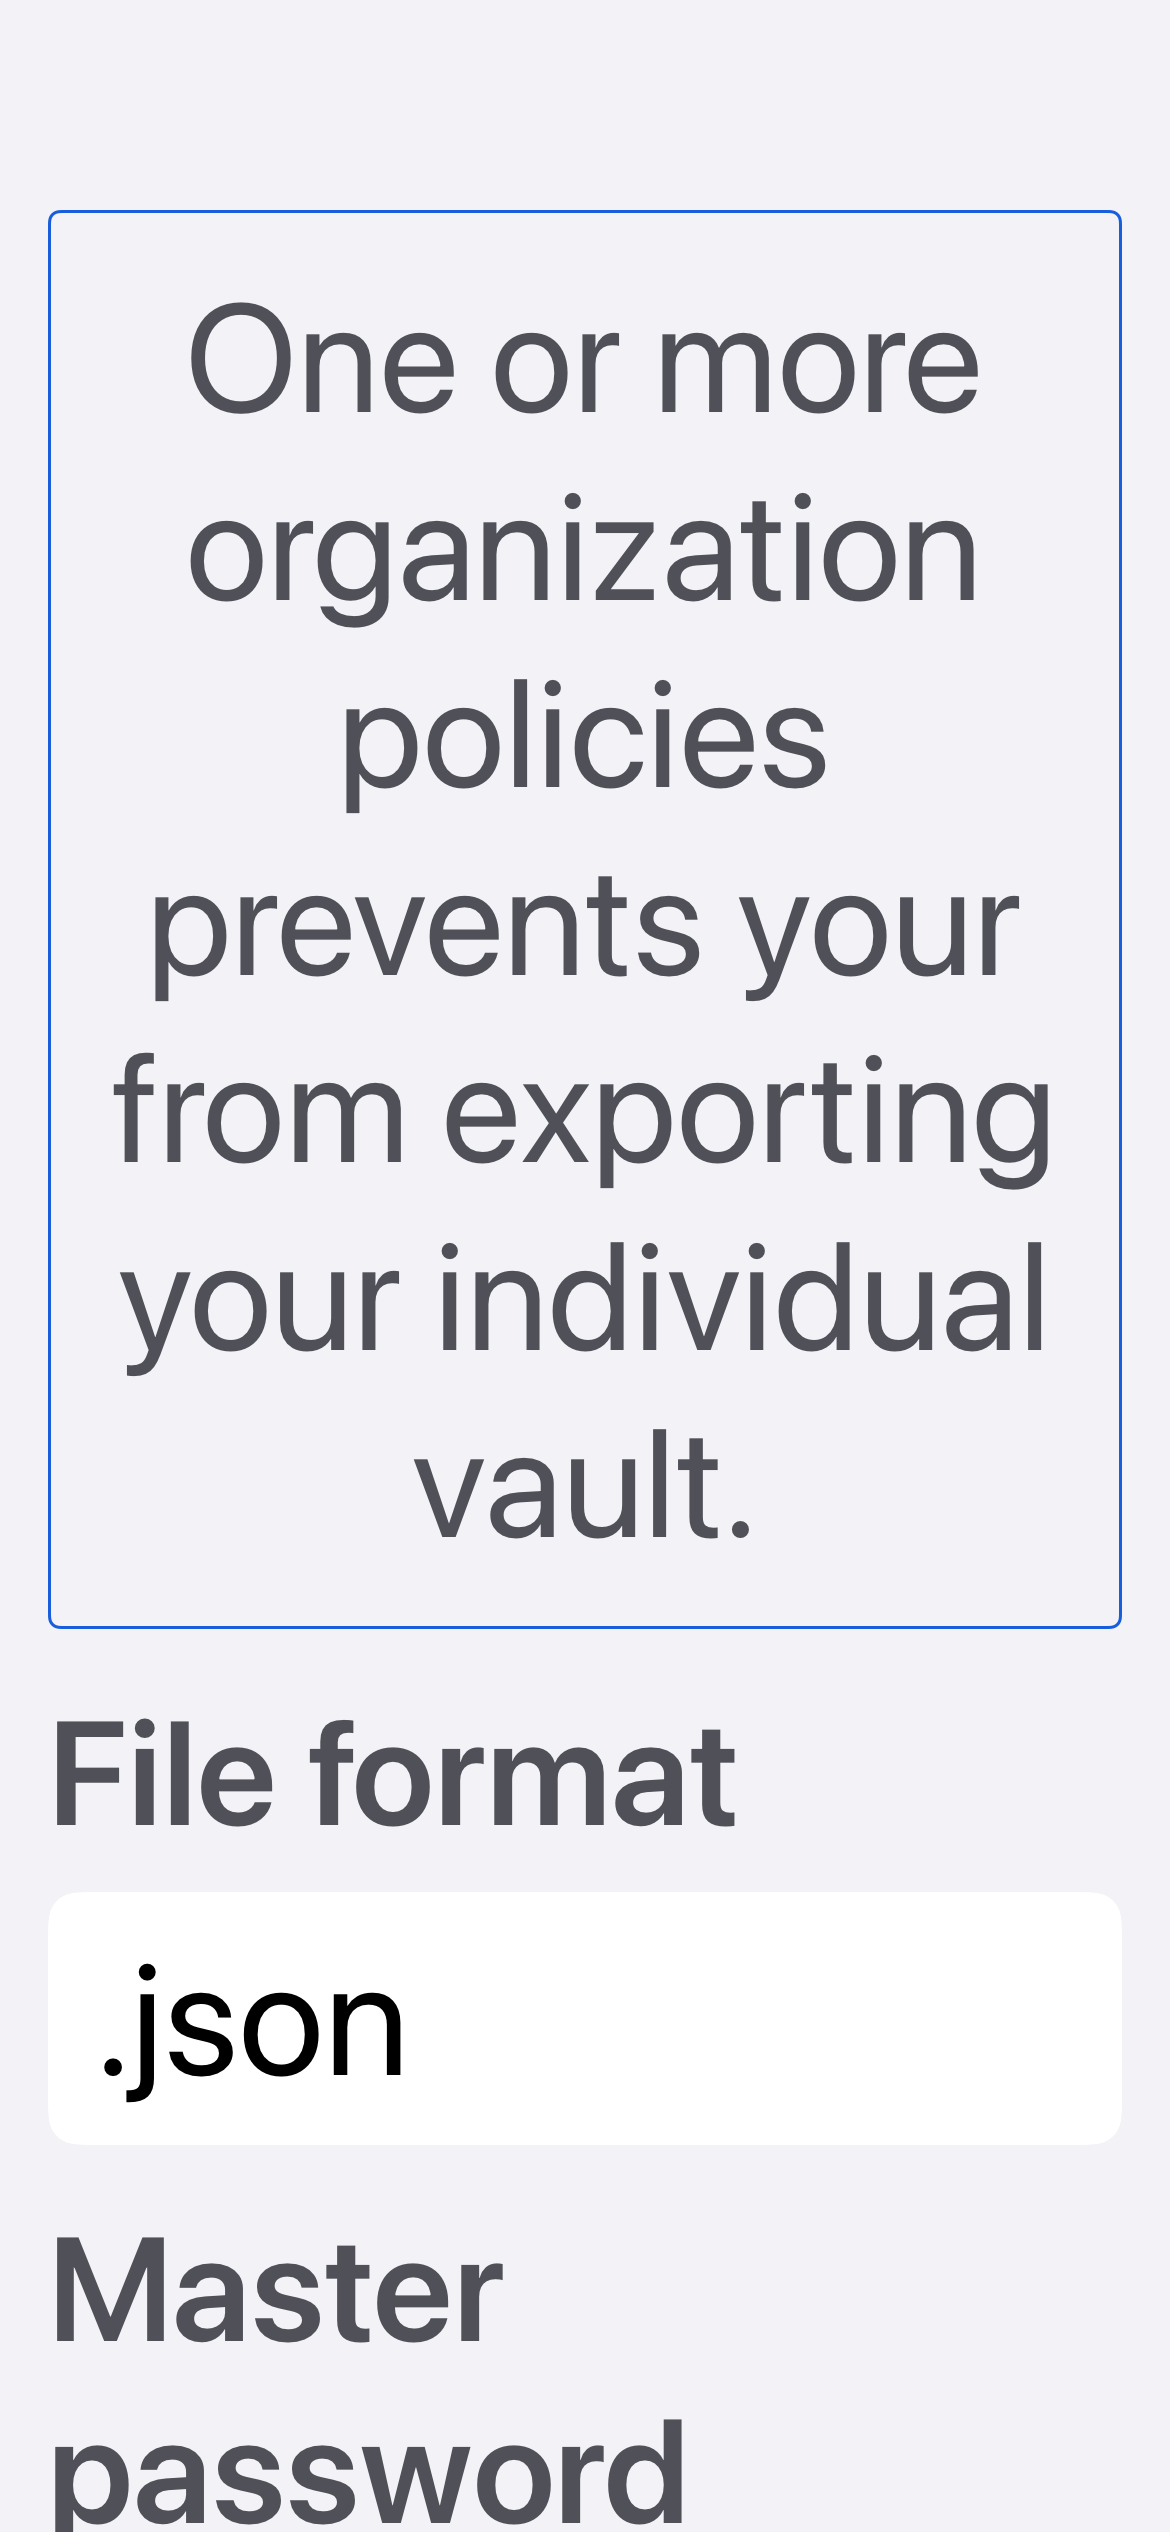 One or more
organization
policies
prevents your
from exporting
your individual
vault.
File format
.json
Master
password